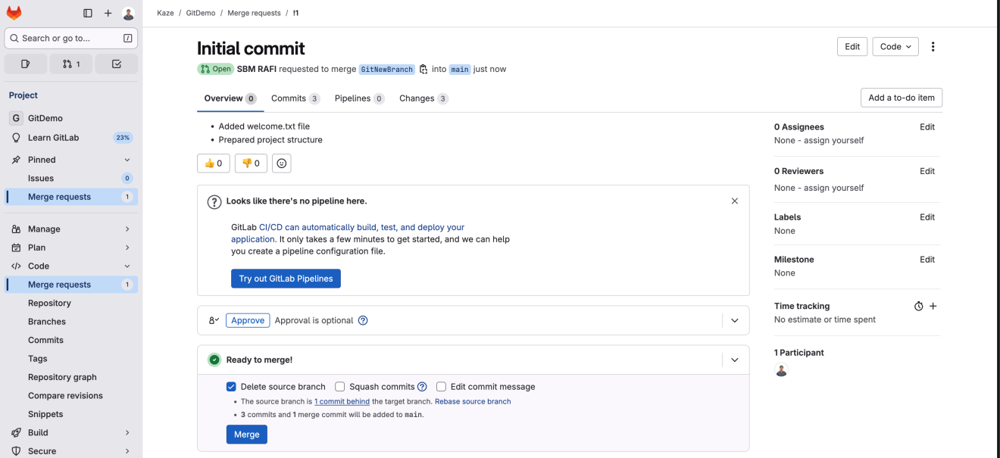 Kaze / GitDemo / Merge requests / !1
Search or go to... /
1
Project
G GitDemo
Learn GitLab 23%
Pinned
Issues 0
Merge requests 1
Manage
Plan
Code
Merge requests 1
Repository
Branches
Commits
Tags
Repository graph
Compare revisions
Snippets
Build
Secure
Initial commit
Edit Code
Open SBM RAFI requested to merge GitNewBranch into main just now
Overview 0 Commits 3 Pipelines 0 Changes 3
Add a to-do item
• Added welcome.txt file
• Prepared project structure
👍 0 👎 0
Looks like there's no pipeline here.
GitLab CI/CD can automatically build, test, and deploy your
application. It only takes a few minutes to get started, and we can help
you create a pipeline configuration file.
Try out GitLab Pipelines
Approve Approval is optional
Ready to merge!
Delete source branch Squash commits Edit commit message
• The source branch is 1 commit behind the target branch. Rebase source branch
• 3 commits and 1 merge commit will be added to main.
Merge
0 Assignees Edit
None - assign yourself
0 Reviewers Edit
None - assign yourself
Labels Edit
None
Milestone Edit
None
Time tracking
No estimate or time spent
1 Participant